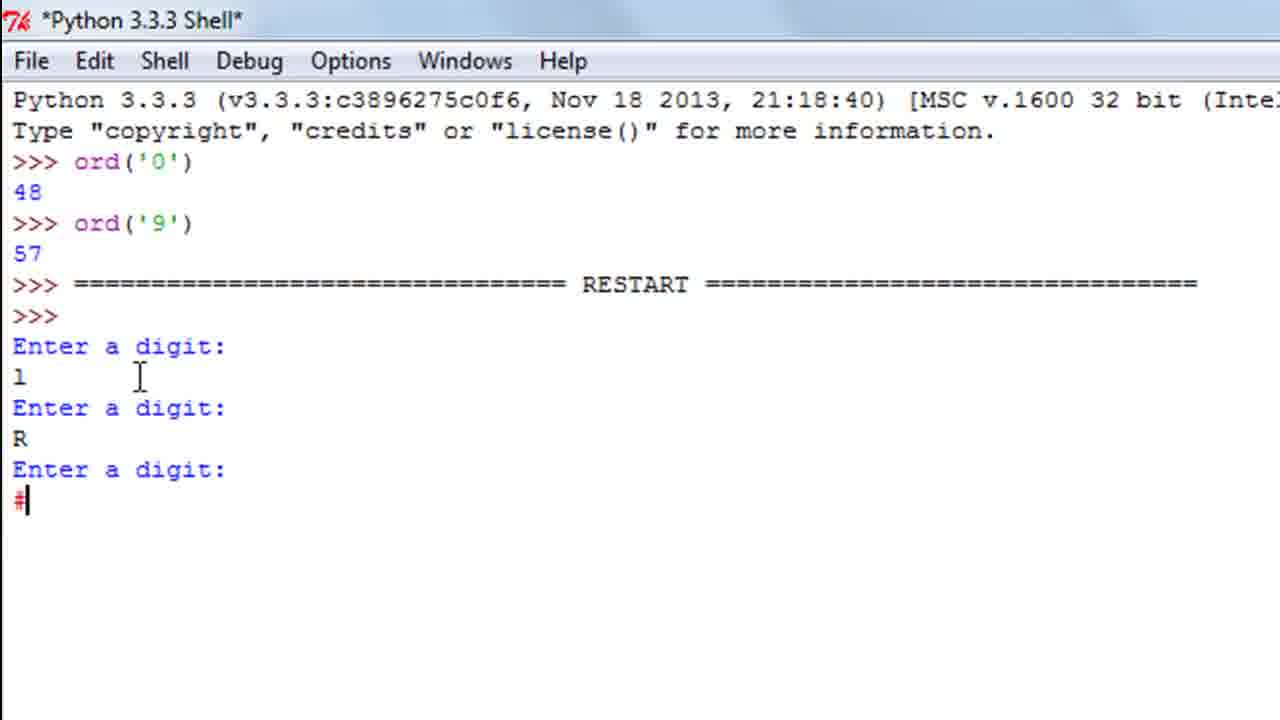 *Python 3.3.3 Shell*
File Edit Shell Debug Options Windows Help
Python 3.3.3 (v3.3.3:c3896275c0f6, Nov 18 2013, 21:18:40) [MSC v.1600 32 bit (Intel
Type "copyright", "credits" or "license()" for more information.
>>> ord('0')
48
>>> ord('9')
57
>>> ================================ RESTART ================================
>>>
Enter a digit:
l
Enter a digit:
R
Enter a digit:
#